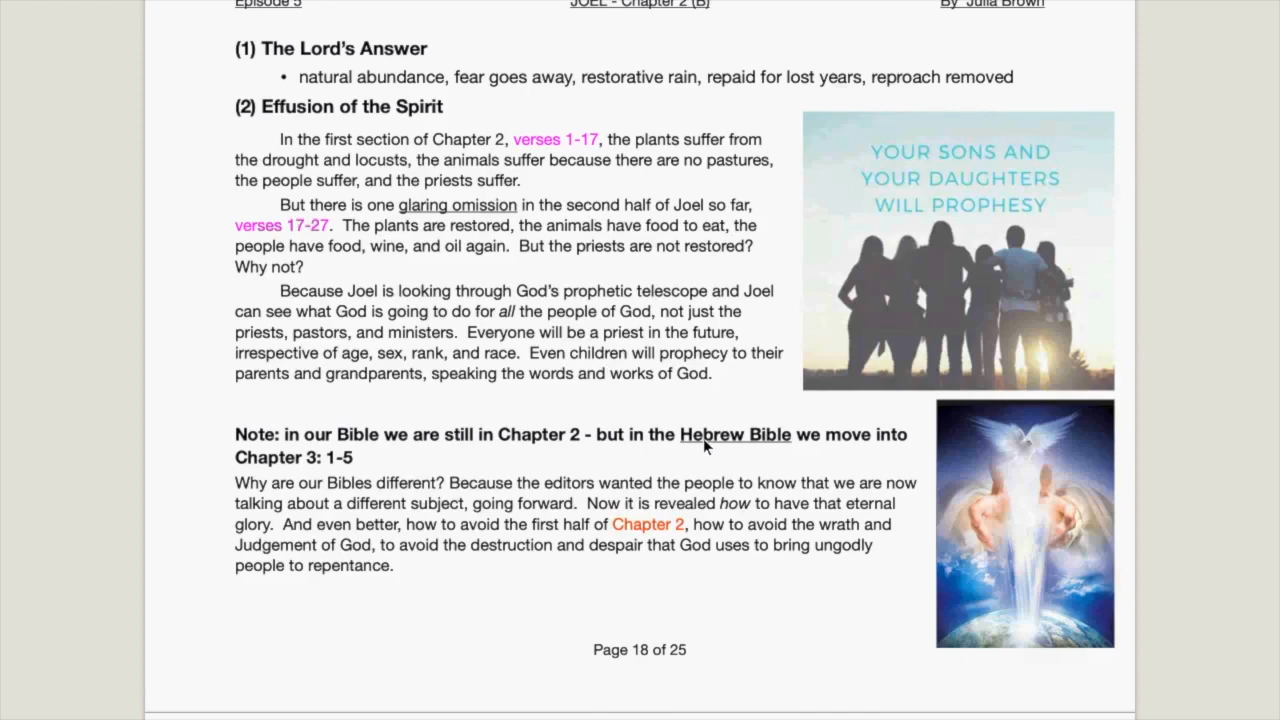 Episode 5 JOEL - Chapter 2 (B) By Julia Brown
(1) The Lord's Answer
• natural abundance, fear goes away, restorative rain, repaid for lost years, reproach removed
(2) Effusion of the Spirit
In the first section of Chapter 2, verses 1-17, the plants suffer from
the drought and locusts, the animals suffer because there are no pastures,
the people suffer, and the priests suffer.
But there is one glaring omission in the second half of Joel so far,
verses 17-27. The plants are restored, the animals have food to eat, the
people have food, wine, and oil again. But the priests are not restored?
Why not?
Because Joel is looking through God's prophetic telescope and Joel
can see what God is going to do for all the people of God, not just the
priests, pastors, and ministers. Everyone will be a priest in the future,
irrespective of age, sex, rank, and race. Even children will prophecy to their
parents and grandparents, speaking the words and works of God.
YOUR SONS AND
YOUR DAUGHTERS
WILL PROPHESY
Note: in our Bible we are still in Chapter 2 - but in the Hebrew Bible we move into
Chapter 3: 1-5
Why are our Bibles different? Because the editors wanted the people to know that we are now
talking about a different subject, going forward. Now it is revealed how to have that eternal
glory. And even better, how to avoid the first half of Chapter 2, how to avoid the wrath and
Judgement of God, to avoid the destruction and despair that God uses to bring ungodly
people to repentance.
Page 18 of 25